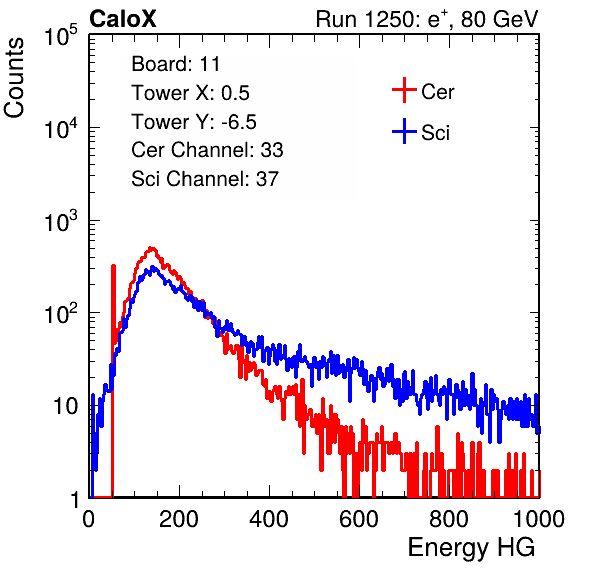 CaloX Run 1250: e⁺, 80 GeV
Counts
Board: 11
Tower X: 0.5
Tower Y: -6.5
Cer Channel: 33
Sci Channel: 37
Cer
Sci
10⁵
10⁴
10³
10²
10
1
0 200 400 600 800 1000
Energy HG